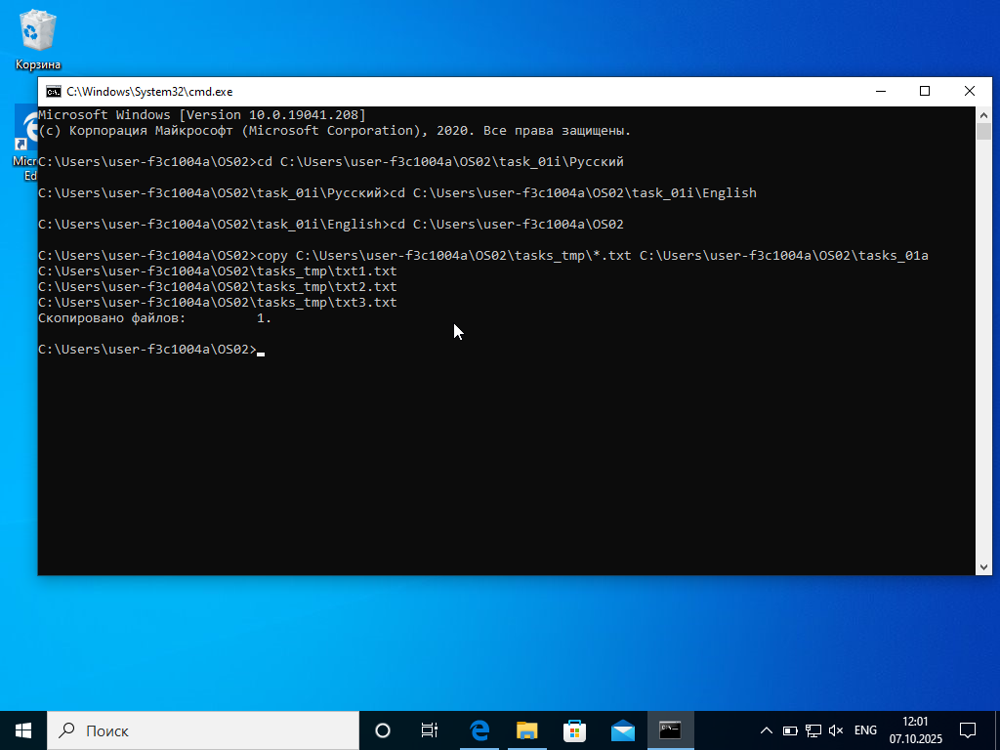 Корзина
C:\Windows\System32\cmd.exe
Microsoft Windows [Version 10.0.19041.208]
(c) Корпорация Майкрософт (Microsoft Corporation), 2020. Все права защищены.
C:\Users\user-f3c1004a\OS02>cd C:\Users\user-f3c1004a\OS02\task_01i\Русский
C:\Users\user-f3c1004a\OS02\task_01i\Русский>cd C:\Users\user-f3c1004a\OS02\task_01i\English
C:\Users\user-f3c1004a\OS02\task_01i\English>cd C:\Users\user-f3c1004a\OS02
C:\Users\user-f3c1004a\OS02>copy C:\Users\user-f3c1004a\OS02\tasks_tmp\*.txt C:\Users\user-f3c1004a\OS02\tasks_01a
C:\Users\user-f3c1004a\OS02\tasks_tmp\txt1.txt
C:\Users\user-f3c1004a\OS02\tasks_tmp\txt2.txt
C:\Users\user-f3c1004a\OS02\tasks_tmp\txt3.txt
Скопировано файлов:         1.
C:\Users\user-f3c1004a\OS02>
Micr
Ed
Поиск
ENG
12:01
07.10.2025